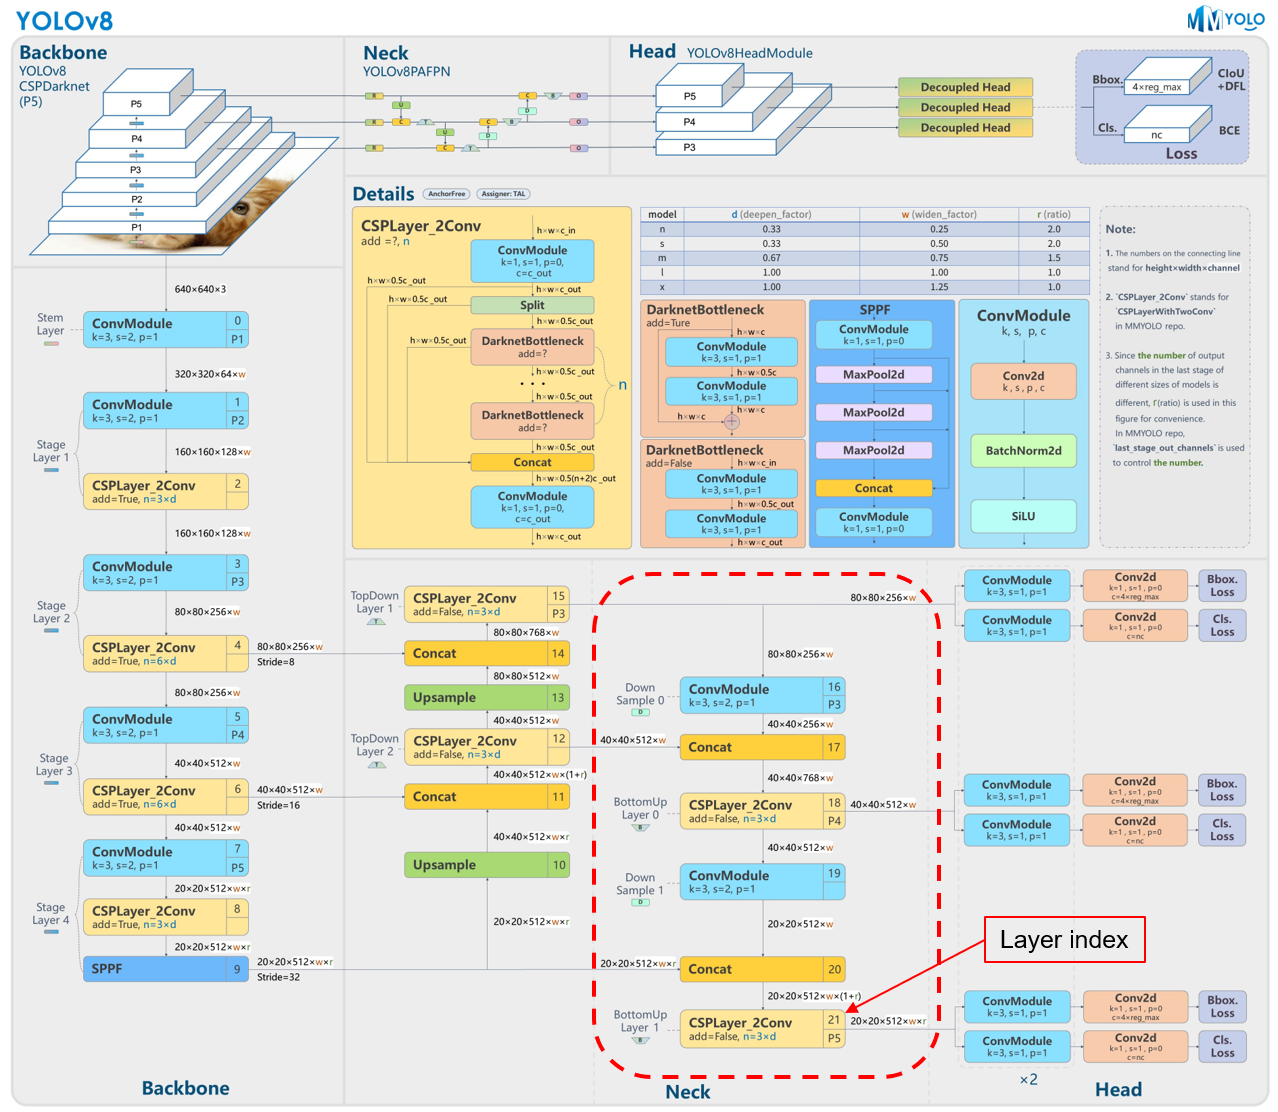 YOLOv8
MMYOLO
Backbone
YOLOv8
CSPDarknet
(P5)
P5
P4
P3
P2
P1
Neck
YOLOv8PAFPN
R
U
C
T
U
C
T
R
R
C
B
D
C
B
D
O
O
O
Head YOLOv8HeadModule
P5
P4
P3
Decoupled Head
Decoupled Head
Decoupled Head
Bbox.
4×reg_max
CIoU
+DFL
Cls.
nc
BCE
Loss
Details
AnchorFree
Assigner: TAL
CSPLayer_2Conv
add =?, n
h×w×c_in
ConvModule
k=1, s=1, p=0,
c=c_out
h×w×c_out
h×w×0.5c_out
h×w×0.5c_out
Split
h×w×0.5c_out
h×w×0.5c_out
DarknetBottleneck
add=?
h×w×0.5c_out
• • •
n
h×w×0.5c_out
DarknetBottleneck
add=?
h×w×0.5c_out
Concat
h×w×0.5(n+2)c_out
ConvModule
k=1, s=1, p=0,
c=c_out
h×w×c_out
model d (deepen_factor) w (widen_factor) r (ratio)
n 0.33 0.25 2.0
s 0.33 0.50 2.0
m 0.67 0.75 1.5
l 1.00 1.00 1.0
x 1.00 1.25 1.0
DarknetBottleneck
add=Ture
h×w×c
ConvModule
k=3, s=1, p=1
h×w×0.5c
ConvModule
k=3, s=1, p=1
h×w×c
h×w×c
+
DarknetBottleneck
add=False
h×w×c_in
ConvModule
k=3, s=1, p=1
h×w×0.5c_out
ConvModule
k=3, s=1, p=1
h×w×c_out
SPPF
ConvModule
k=1, s=1, p=0
MaxPool2d
MaxPool2d
MaxPool2d
Concat
ConvModule
k=1, s=1, p=0
ConvModule
k, s, p, c
Conv2d
k , s , p , c
BatchNorm2d
SiLU
Note:
1. The numbers on the connecting line
stand for height×width×channel
2. `CSPLayer_2Conv` stands for
`CSPLayerWithTwoConv`
in MMYOLO repo.
3. Since the number of output
channels in the last stage of
different sizes of models is
different, r(ratio) is used in this
figure for convenience.
In MMYOLO repo,
`last_stage_out_channels` is used
to control the number.
640×640×3
Stem
Layer
ConvModule 0
k=3, s=2, p=1 P1
320×320×64×w
ConvModule 1
k=3, s=2, p=1 P2
Stage
Layer 1
160×160×128×w
CSPLayer_2Conv 2
add=True, n=3×d
160×160×128×w
ConvModule 3
k=3, s=2, p=1 P3
Stage
Layer 2
80×80×256×w
CSPLayer_2Conv 4
add=True, n=6×d
80×80×256×w
Stride=8
80×80×256×w
ConvModule 5
k=3, s=2, p=1 P4
Stage
Layer 3
40×40×512×w
CSPLayer_2Conv 6
add=True, n=6×d
40×40×512×w
Stride=16
40×40×512×w
ConvModule 7
k=3, s=2, p=1 P5
20×20×512×w×r
Stage
Layer 4
CSPLayer_2Conv 8
add=True, n=3×d
20×20×512×w×r
SPPF 9
20×20×512×w×r
Stride=32
Backbone
TopDown
Layer 1
T
CSPLayer_2Conv 15
add=False, n=3×d P3
80×80×768×w
Concat 14
80×80×512×w
Upsample 13
40×40×512×w
TopDown
Layer 2
T
CSPLayer_2Conv 12
add=False, n=3×d
40×40×512×w×(1+r)
Concat 11
40×40×512×w×r
Upsample 10
20×20×512×w×r
80×80×256×w
80×80×256×w
Down
Sample 0
D
ConvModule 16
k=3, s=2, p=1 P3
40×40×256×w
40×40×512×w
Concat 17
40×40×768×w
BottomUp
Layer 0
B
CSPLayer_2Conv 18
add=False, n=3×d P4
40×40×512×w
40×40×512×w
Down
Sample 1
D
ConvModule 19
k=3, s=2, p=1
20×20×512×w
20×20×512×w×r
Concat 20
20×20×512×w×(1+r)
BottomUp
Layer 1
B
CSPLayer_2Conv 21
add=False, n=3×d P5
20×20×512×w×r
Layer index
Neck
ConvModule
k=3, s=1, p=1
Conv2d
k=1 , s=1 , p=0
c=4×reg_max
Bbox.
Loss
ConvModule
k=3, s=1, p=1
Conv2d
k=1 , s=1 , p=0
c=nc
Cls.
Loss
ConvModule
k=3, s=1, p=1
Conv2d
k=1 , s=1 , p=0
c=4×reg_max
Bbox.
Loss
ConvModule
k=3, s=1, p=1
Conv2d
k=1 , s=1 , p=0
c=nc
Cls.
Loss
ConvModule
k=3, s=1, p=1
Conv2d
k=1 , s=1 , p=0
c=4×reg_max
Bbox.
Loss
ConvModule
k=3, s=1, p=1
Conv2d
k=1 , s=1 , p=0
c=nc
Cls.
Loss
×2
Head